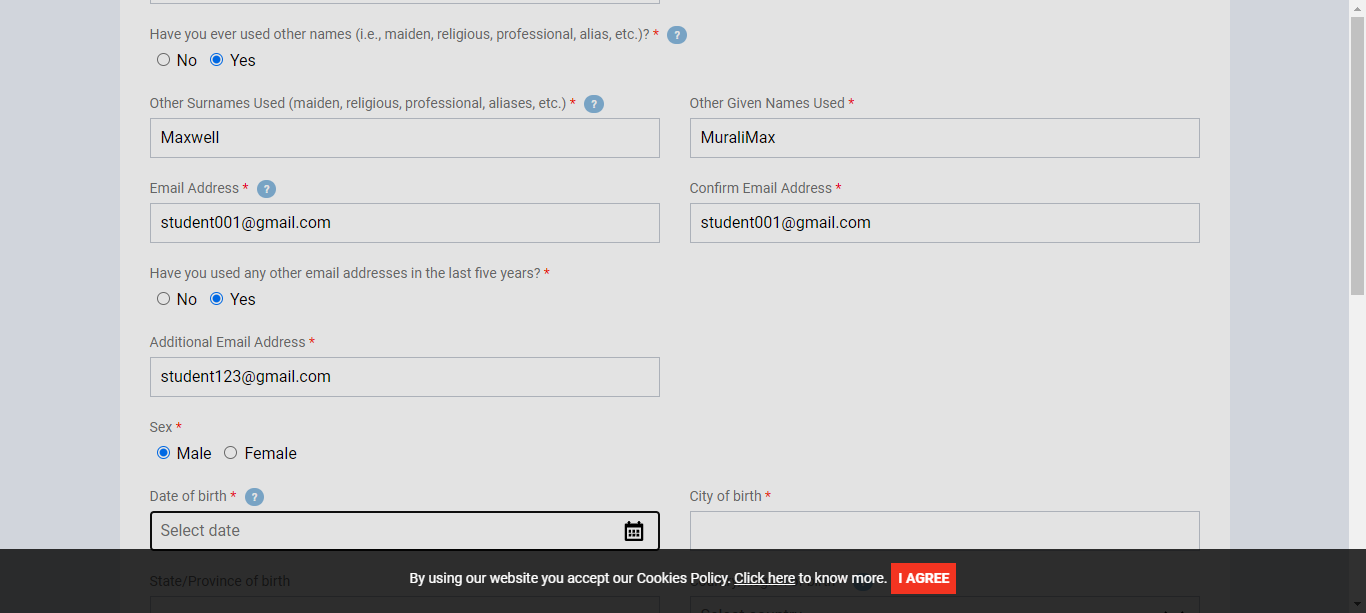 Have you ever used other names (i.e., maiden, religious, professional, alias, etc.)? * ?
No Yes
Other Surnames Used (maiden, religious, professional, aliases, etc.) * ? Other Given Names Used *
Maxwell MuraliMax
Email Address * ? Confirm Email Address *
student001@gmail.com student001@gmail.com
Have you used any other email addresses in the last five years? *
No Yes
Additional Email Address *
student123@gmail.com
Sex *
Male Female
Date of birth * ? City of birth *
Select date
State/Province of birth
By using our website you accept our Cookies Policy. Click here to know more. I AGREE
Select country